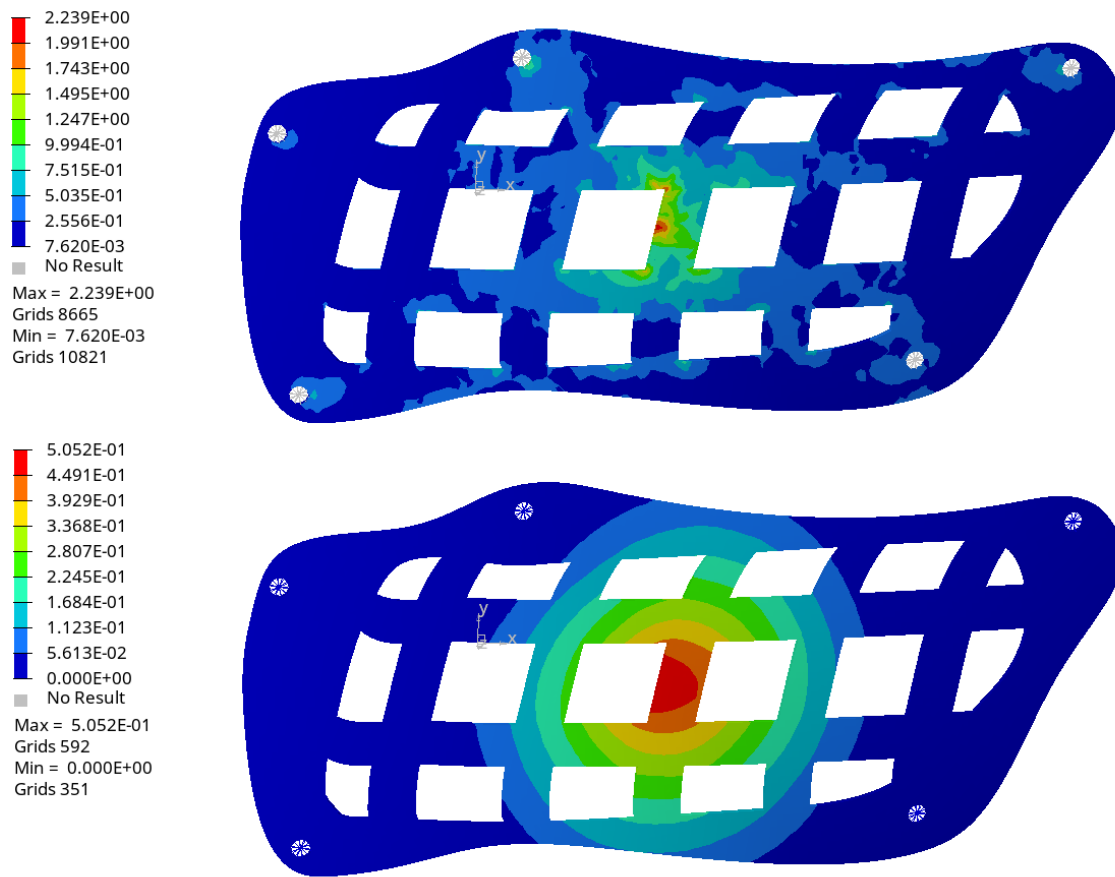 2.239E+00
1.991E+00
1.743E+00
1.495E+00
1.247E+00
9.994E-01
7.515E-01
5.035E-01
2.556E-01
7.620E-03
No Result
Max = 2.239E+00
Grids 8665
Min = 7.620E-03
Grids 10821
y
x
5.052E-01
4.491E-01
3.929E-01
3.368E-01
2.807E-01
2.245E-01
1.684E-01
1.123E-01
5.613E-02
0.000E+00
No Result
Max = 5.052E-01
Grids 592
Min = 0.000E+00
Grids 351
y
x